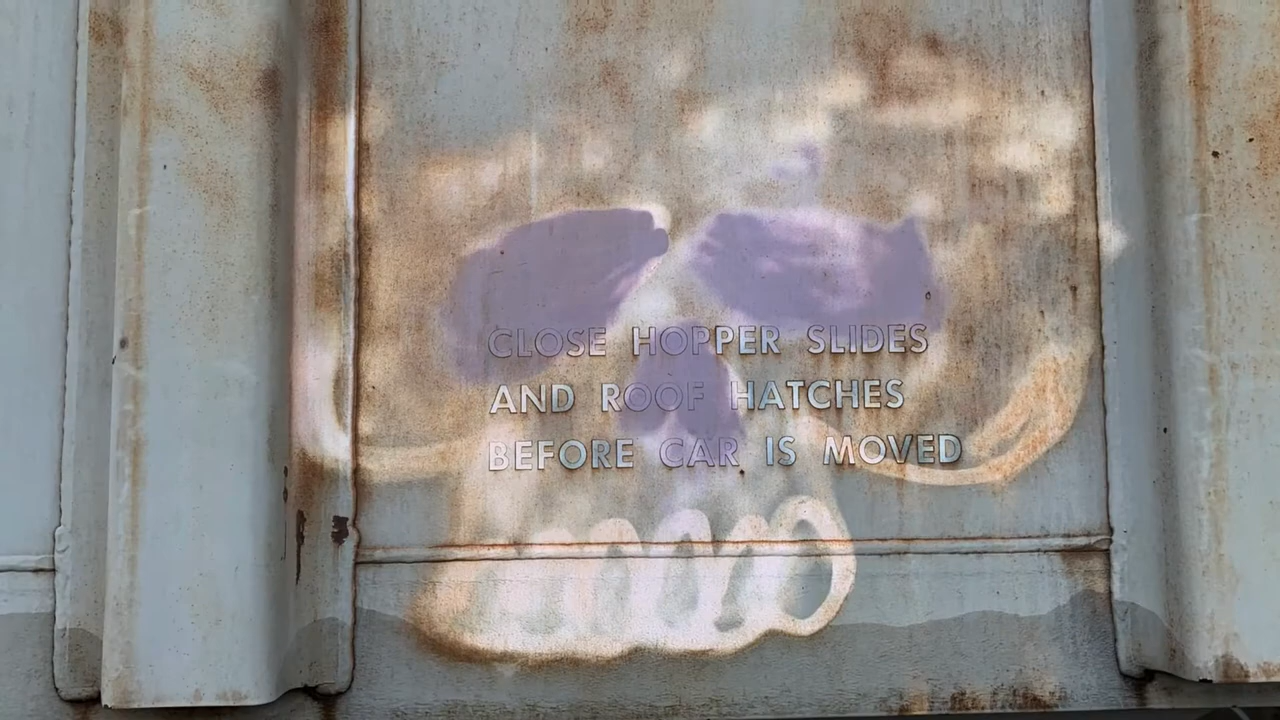 CLOSE HOPPER SLIDES
AND ROOF HATCHES
BEFORE CAR IS MOVED